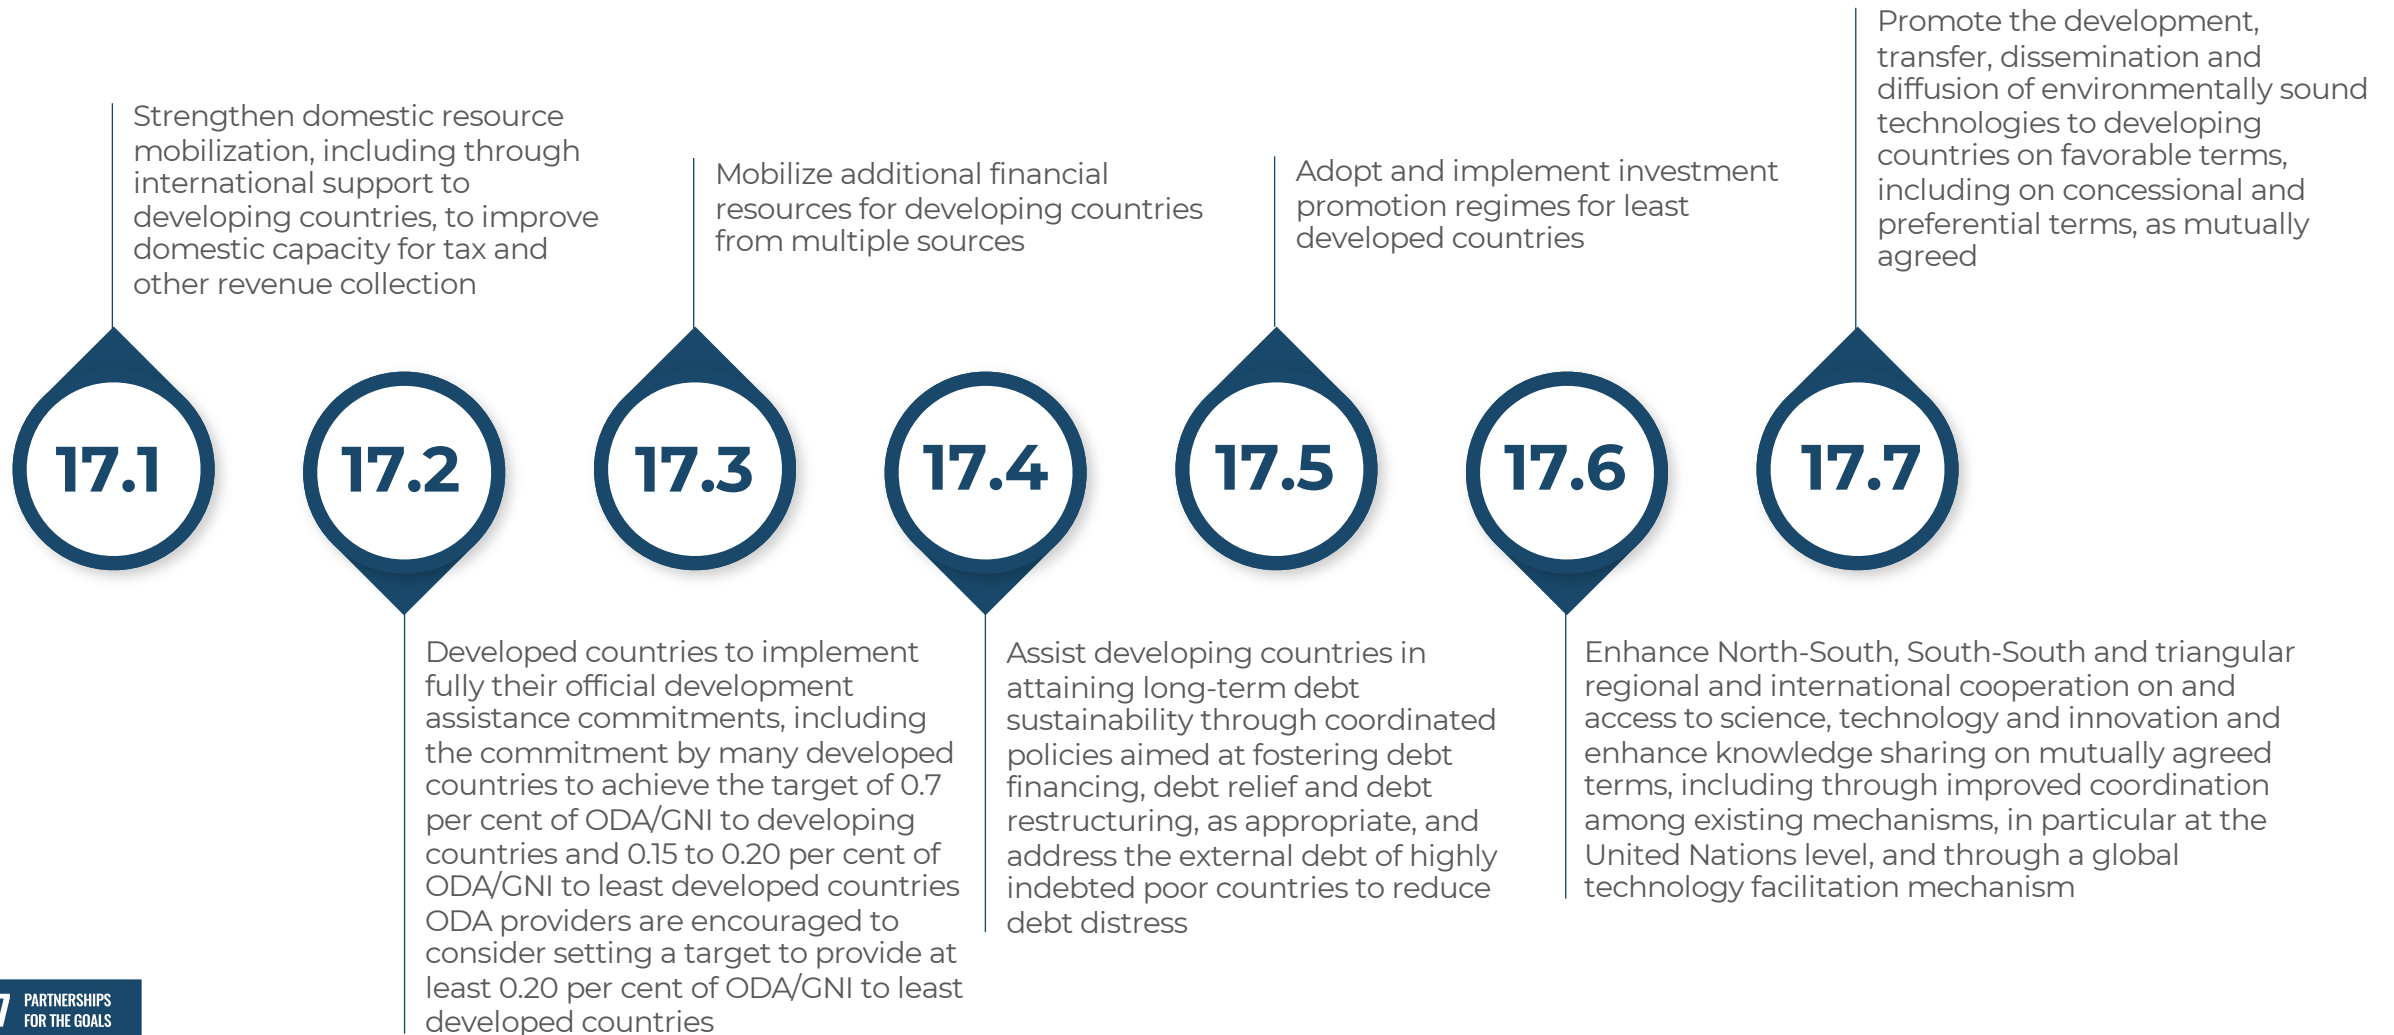 Strengthen domestic resource
mobilization, including through
international support to
developing countries, to improve
domestic capacity for tax and
other revenue collection
17.1
17.2
Developed countries to implement
fully their official development
assistance commitments, including
the commitment by many developed
countries to achieve the target of 0.7
per cent of ODA/GNI to developing
countries and 0.15 to 0.20 per cent of
ODA/GNI to least developed countries
ODA providers are encouraged to
consider setting a target to provide at
least 0.20 per cent of ODA/GNI to least
developed countries
Mobilize additional financial
resources for developing countries
from multiple sources
17.3
17.4
Assist developing countries in
attaining long-term debt
sustainability through coordinated
policies aimed at fostering debt
financing, debt relief and debt
restructuring, as appropriate, and
address the external debt of highly
indebted poor countries to reduce
debt distress
Adopt and implement investment
promotion regimes for least
developed countries
17.5
17.6
Enhance North-South, South-South and triangular
regional and international cooperation on and
access to science, technology and innovation and
enhance knowledge sharing on mutually agreed
terms, including through improved coordination
among existing mechanisms, in particular at the
United Nations level, and through a global
technology facilitation mechanism
Promote the development,
transfer, dissemination and
diffusion of environmentally sound
technologies to developing
countries on favorable terms,
including on concessional and
preferential terms, as mutually
agreed
17.7
7 PARTNERSHIPS
FOR THE GOALS